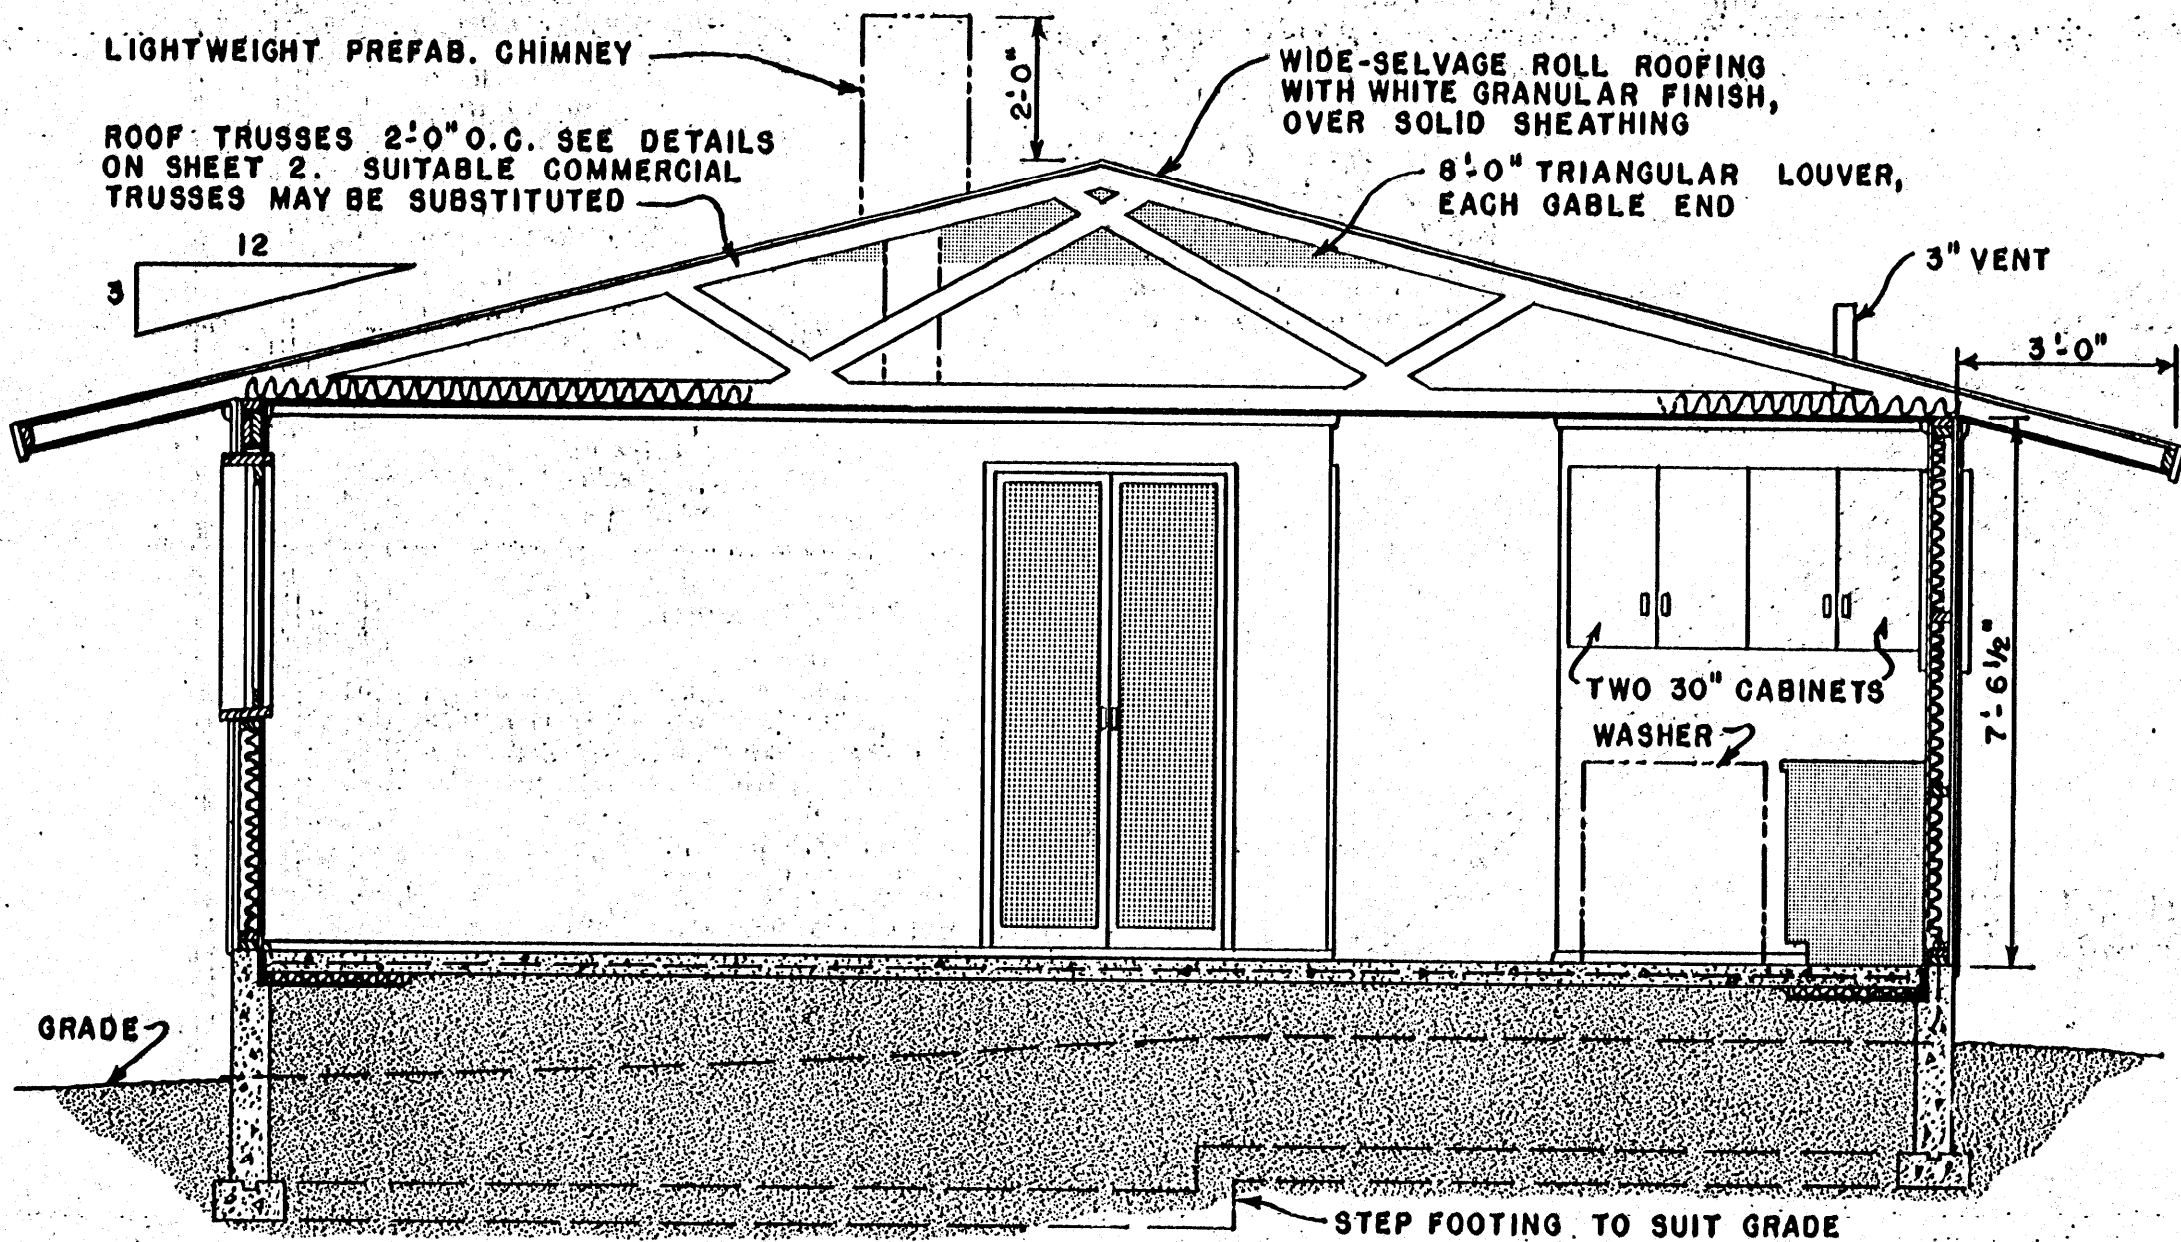 LIGHTWEIGHT PREFAB. CHIMNEY
2'-0"
WIDE-SELVAGE ROLL ROOFING
WITH WHITE GRANULAR FINISH,
OVER SOLID SHEATHING
ROOF TRUSSES 2'-0" O.C. SEE DETAILS
ON SHEET 2. SUITABLE COMMERCIAL
TRUSSES MAY BE SUBSTITUTED
8'-0" TRIANGULAR LOUVER,
EACH GABLE END
12
3
3" VENT
3'-0"
TWO 30" CABINETS
WASHER
7'-6 1/2"
GRADE
STEP FOOTING TO SUIT GRADE